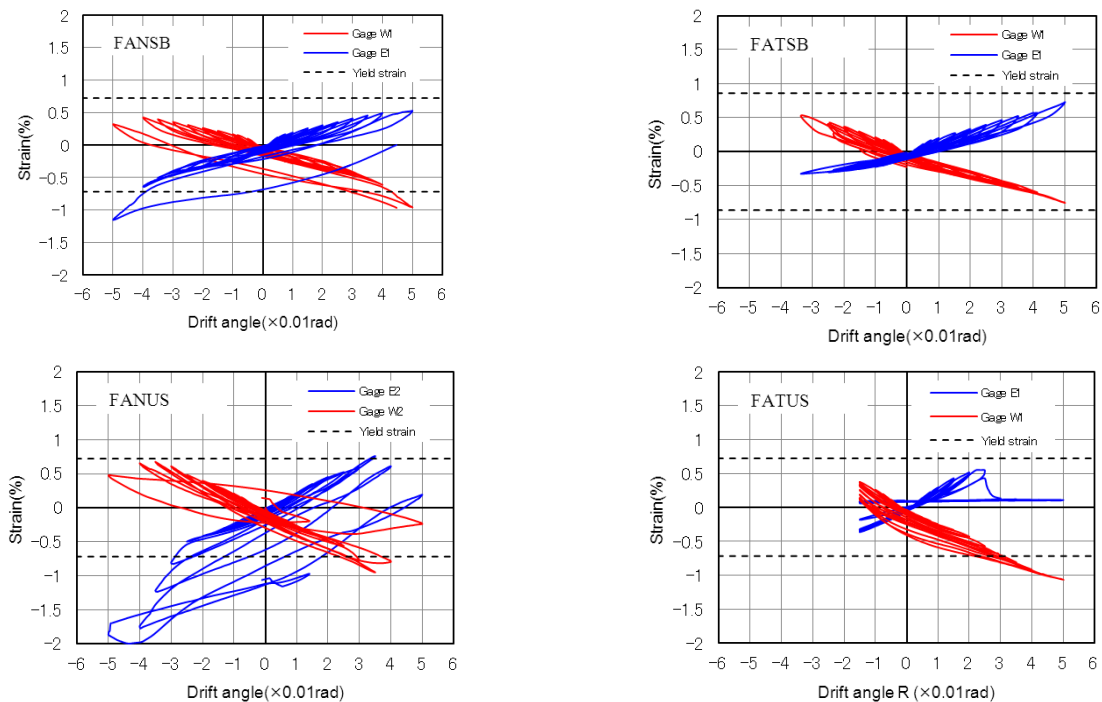 FANSB
Gage W1
Gage E1
Yield strain
2
1.5
1
0.5
0
−0.5
−1
−1.5
−2
Strain(%)
−6 −5 −4 −3 −2 −1 0 1 2 3 4 5 6
Drift angle(×0.01rad)
FATSB
Gage W1
Gage E1
Yield strain
2
1.5
1
0.5
0
−0.5
−1
−1.5
−2
Strain(%)
−6 −5 −4 −3 −2 −1 0 1 2 3 4 5 6
Drift angle(×0.01rad)
FANUS
Gage E2
Gage W2
Yield strain
2
1.5
1
0.5
0
−0.5
−1
−1.5
−2
Strain(%)
−6 −5 −4 −3 −2 −1 0 1 2 3 4 5 6
Drift angle(×0.01rad)
FATUS
Gage E1
Gage W1
Yield strain
2
1.5
1
0.5
0
−0.5
−1
−1.5
−2
Strain(%)
−6 −5 −4 −3 −2 −1 0 1 2 3 4 5 6
Drift angle R (×0.01rad)